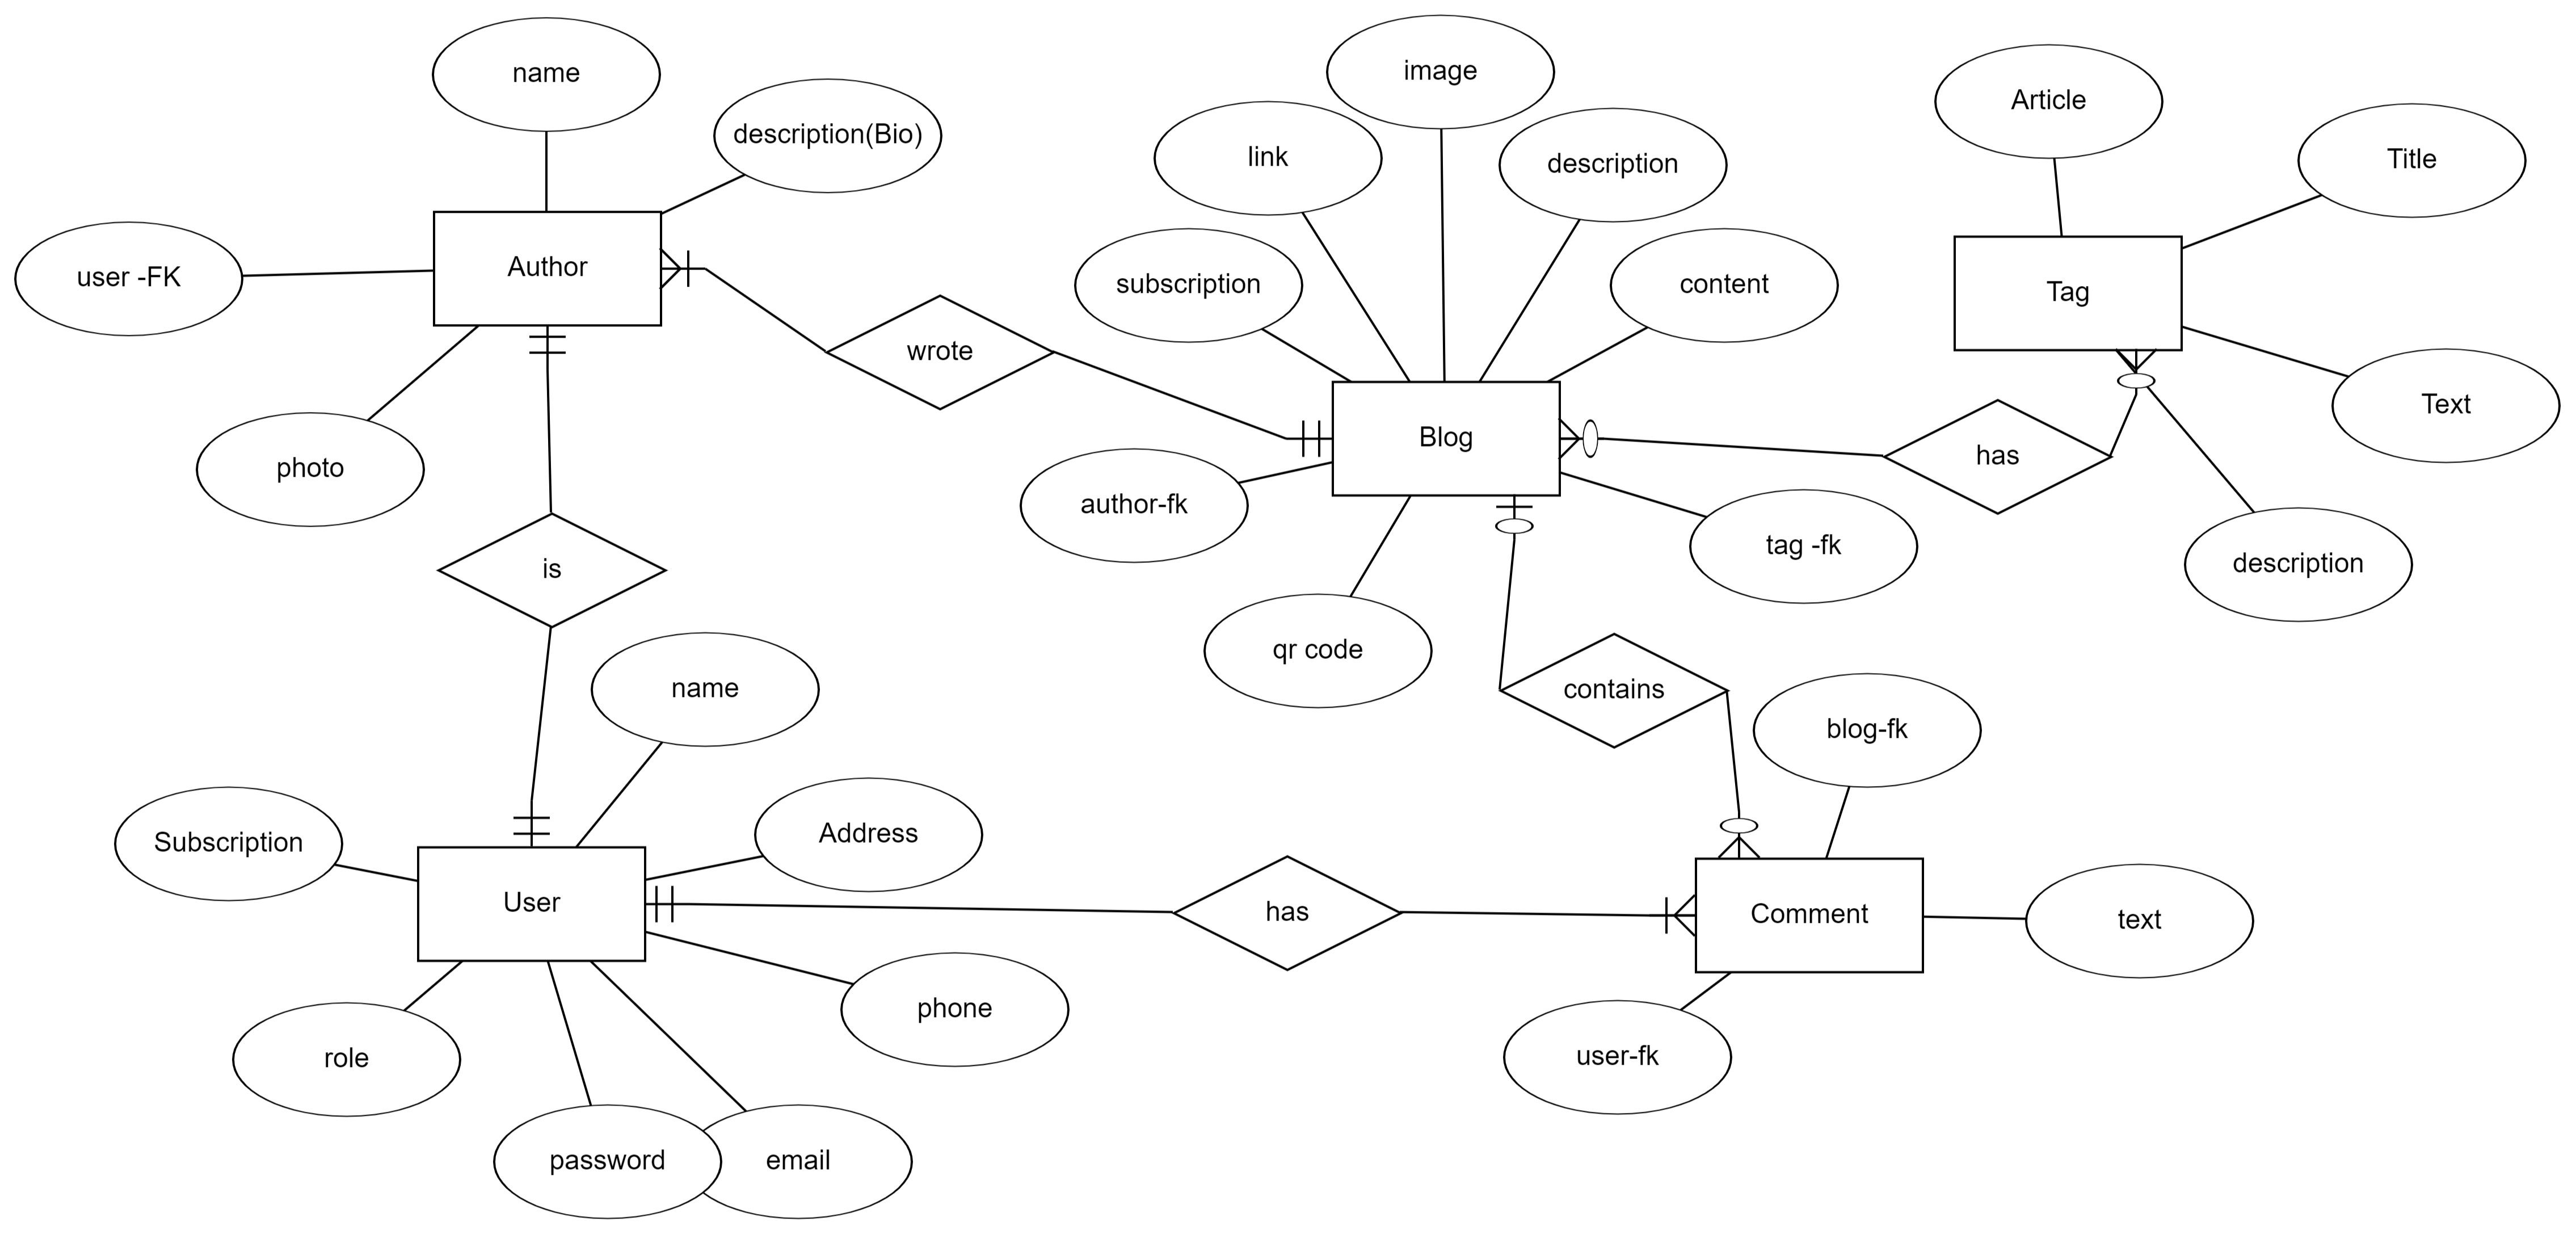 name
description(Bio)
Author
user -FK
photo
wrote
is
image
link
description
subscription
content
Blog
author-fk
tag -fk
qr code
Article
Title
Tag
Text
has
description
contains
name
Subscription
Address
User
phone
role
password
email
has
blog-fk
Comment
text
user-fk